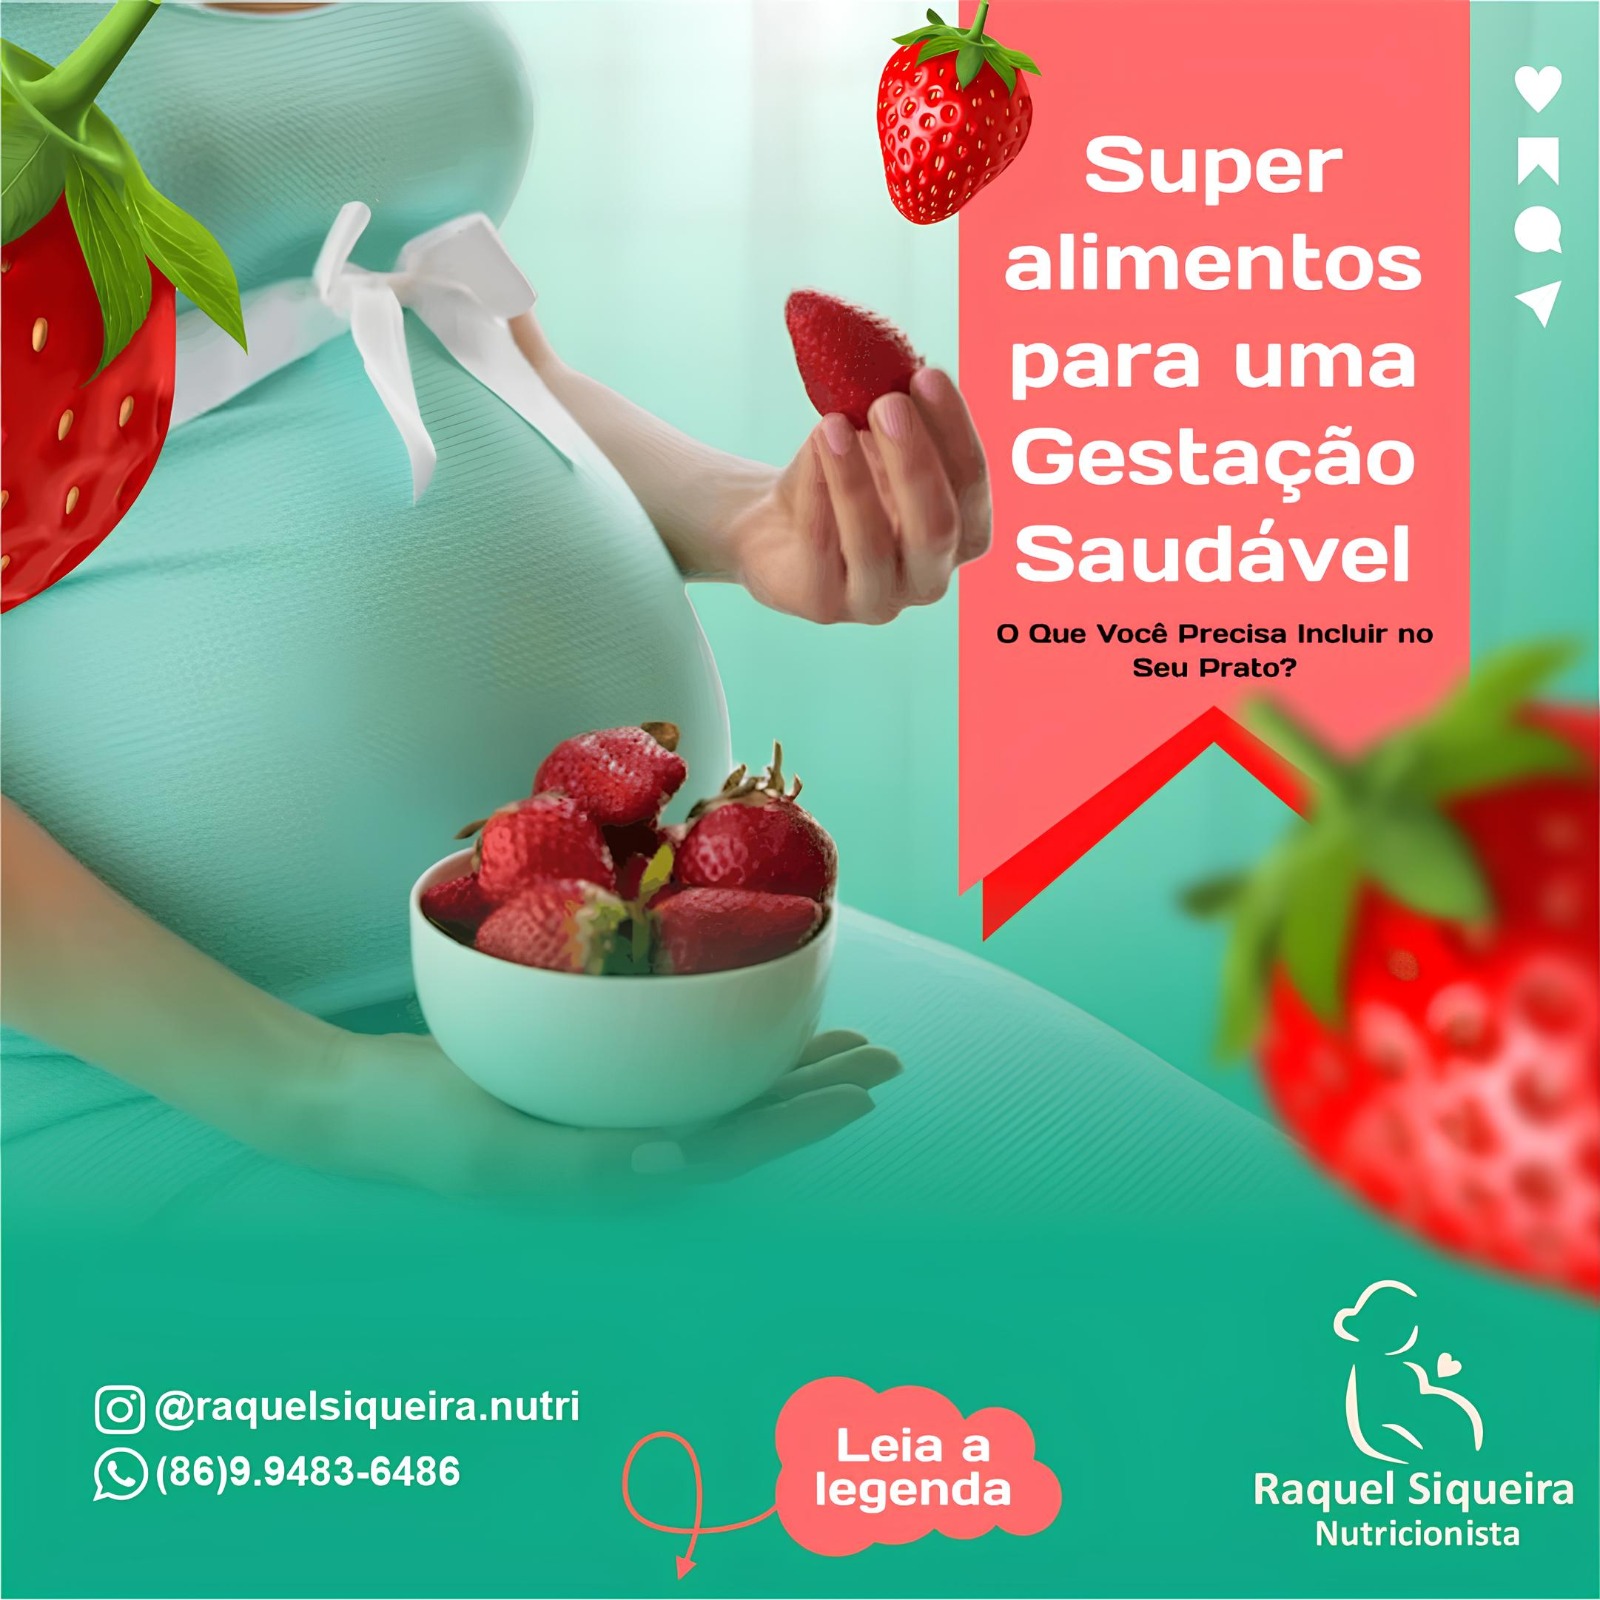 Super
alimentos
para uma
Gestação
Saudável
O Que Você Precisa Incluir no
Seu Prato?
@raquelsiqueira.nutri
(86)9.9483-6486
Leia a
legenda
Raquel Siqueira
Nutricionista